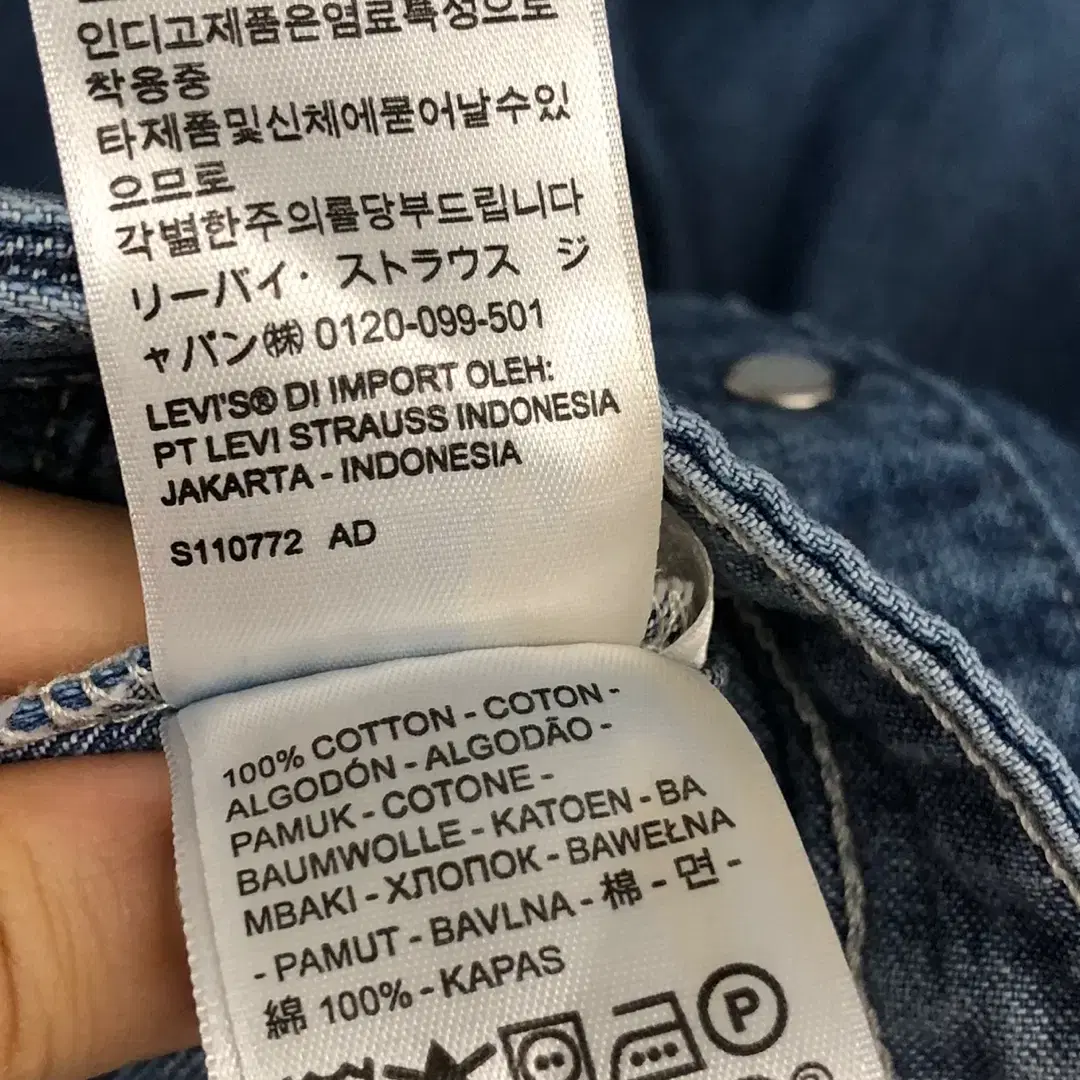 인디고제품은염료특성으로
착용중
타제품및신체에묻어날수있
으므로
각별한주의를당부드립니다
リーバイ・ストラウス ジ
ャパン㈱ 0120-099-501
LEVI'S® DI IMPORT OLEH:
PT LEVI STRAUSS INDONESIA
JAKARTA - INDONESIA
S110772 AD
100% COTTON - COTON -
ALGODÓN - ALGODÃO -
PAMUK - COTONE -
BAUMWOLLE - KATOEN - BA
MBAKI - ХЛОПОК - BAWEŁNA
- PAMUT - BAVLNA - 棉 - 면 -
綿 100% - KAPAS
P